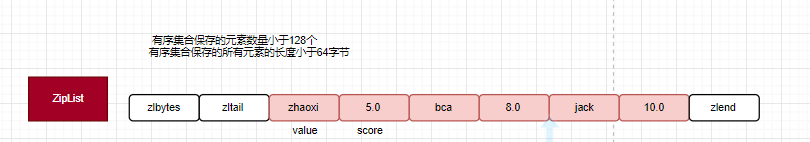 有序集合保存的元素数量小于128个
有序集合保存的所有元素的长度小于64字节
ZipList
zlbytes zltail zhaoxi 5.0 bca 8.0 jack 10.0 zlend
value score